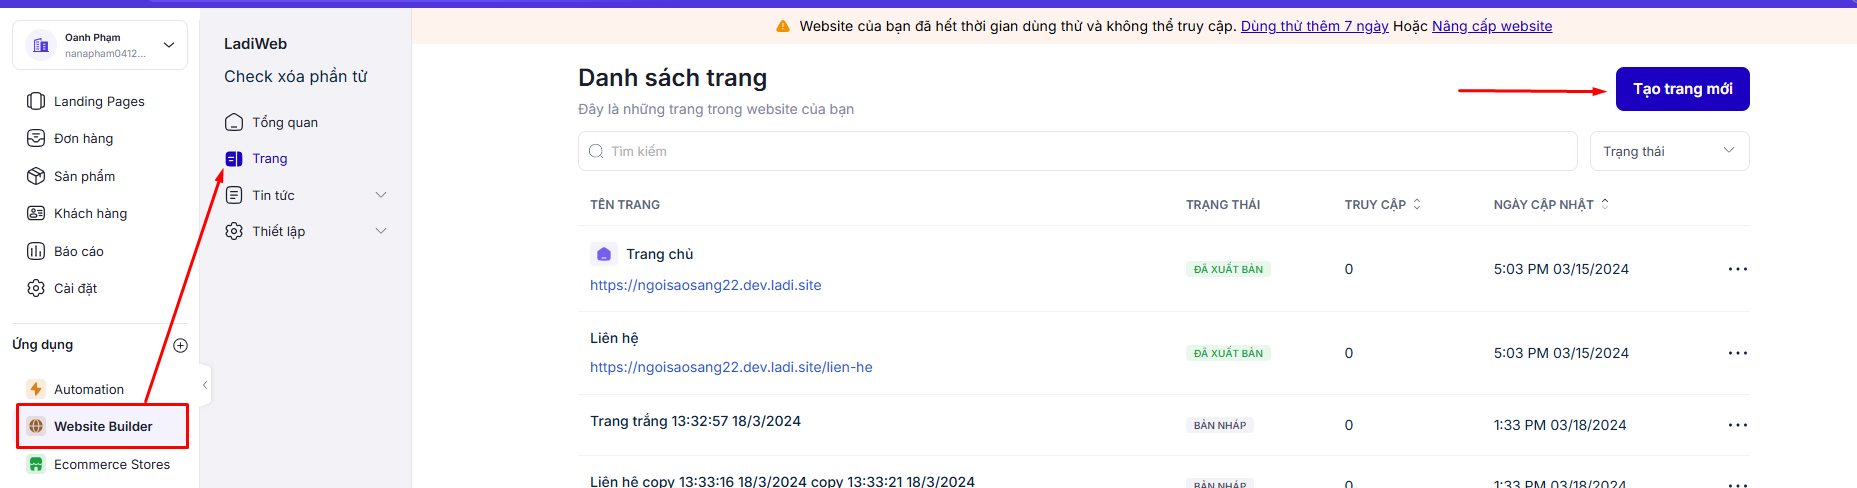 Oanh Phạm
nanapham0412...
Landing Pages
Đơn hàng
Sản phẩm
Khách hàng
Báo cáo
Cài đặt
Ứng dụng
Automation
Website Builder
Ecommerce Stores
LadiWeb
Check xóa phần tử
Tổng quan
Trang
Tin tức
Thiết lập
Website của bạn đã hết thời gian dùng thử và không thể truy cập. Dùng thử thêm 7 ngày Hoặc Nâng cấp website
Danh sách trang
Đây là những trang trong website của bạn
Tạo trang mới
Tìm kiếm
Trạng thái
TÊN TRANG TRẠNG THÁI TRUY CẬP NGÀY CẬP NHẬT
Trang chủ
https://ngoisaosang22.dev.ladi.site
ĐÃ XUẤT BẢN 0 5:03 PM 03/15/2024
Liên hệ
https://ngoisaosang22.dev.ladi.site/lien-he
ĐÃ XUẤT BẢN 0 5:03 PM 03/15/2024
Trang trắng 13:32:57 18/3/2024
BẢN NHÁP 0 1:33 PM 03/18/2024
Liên hệ copy 13:33:16 18/3/2024 copy 13:33:21 18/3/2024
BẢN NHÁP 0 1:33 PM 03/18/2024